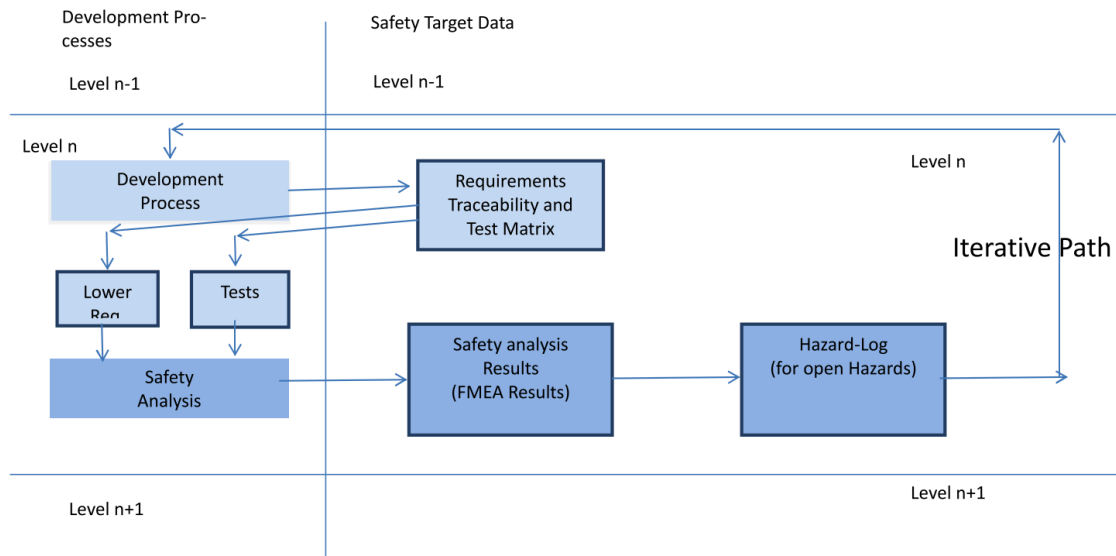 Development Pro-
cesses
Safety Target Data
Level n-1
Level n-1
Level n
Level n
Development
Process
Requirements
Traceability and
Test Matrix
Iterative Path
Lower
Req
Tests
Safety
Analysis
Safety analysis
Results
(FMEA Results)
Hazard-Log
(for open Hazards)
Level n+1
Level n+1